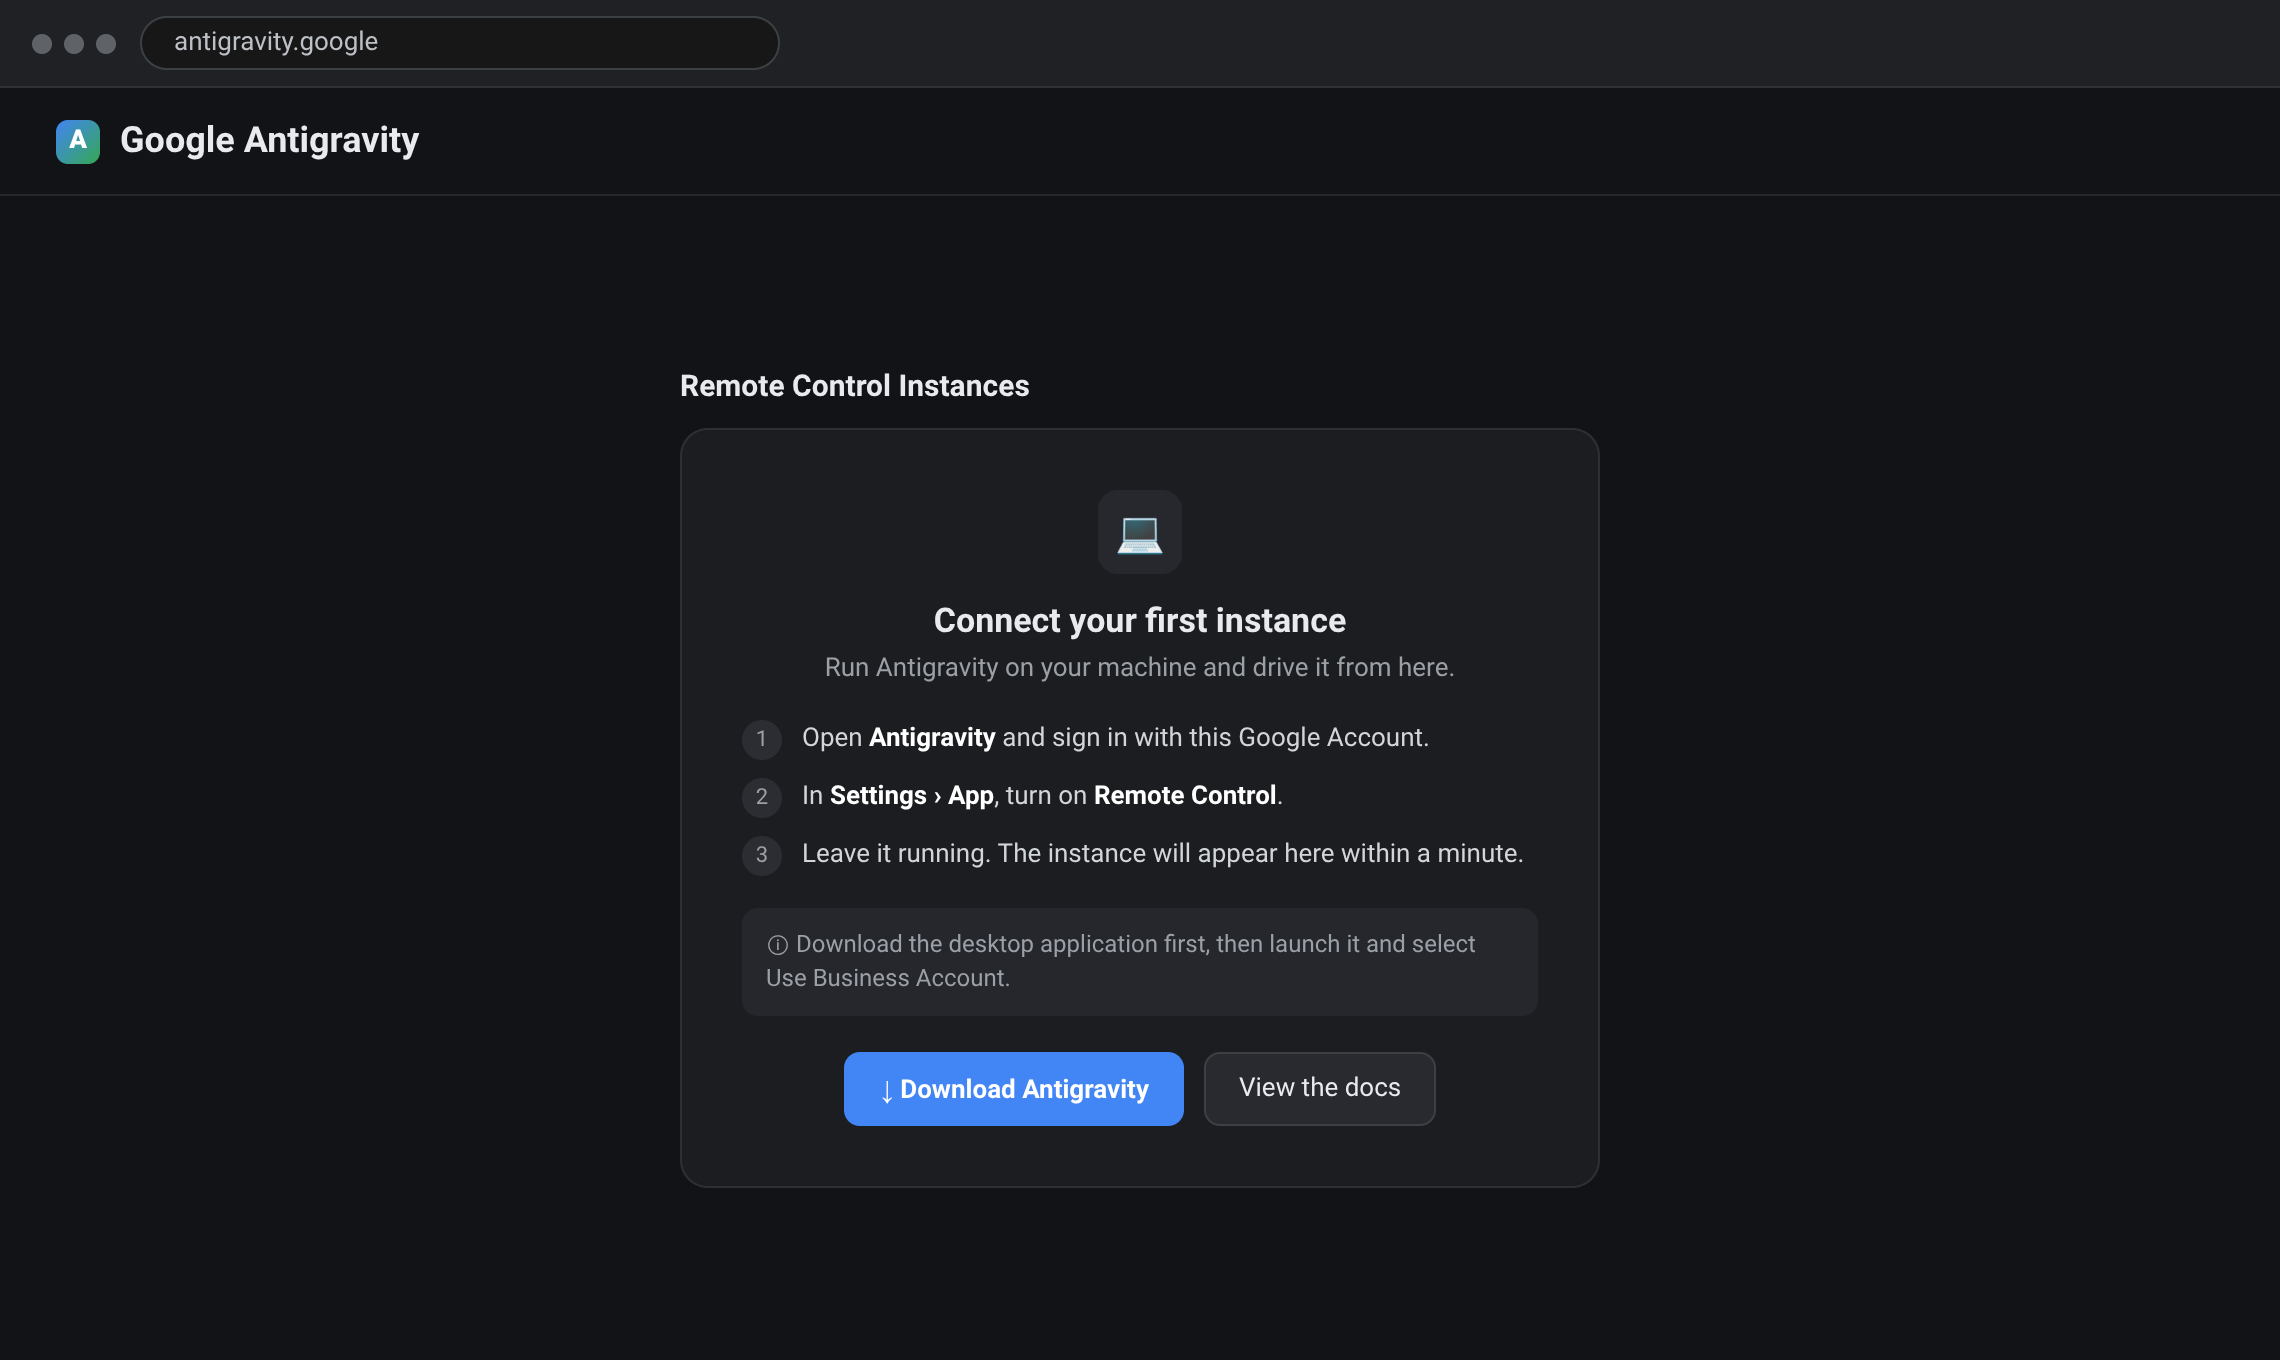 antigravity.google
A Google Antigravity
Remote Control Instances
Connect your first instance
Run Antigravity on your machine and drive it from here.
1 Open Antigravity and sign in with this Google Account.
2 In Settings › App, turn on Remote Control.
3 Leave it running. The instance will appear here within a minute.
ⓘ Download the desktop application first, then launch it and select
Use Business Account.
↓ Download Antigravity View the docs